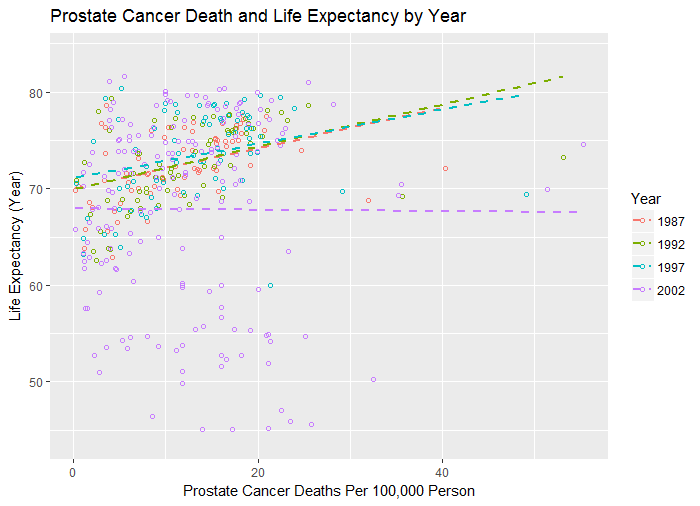 Prostate Cancer Death and Life Expectancy by Year
80
70
60
50
Life Expectancy (Year)
0
20
40
Prostate Cancer Deaths Per 100,000 Person
Year
1987
1992
1997
2002